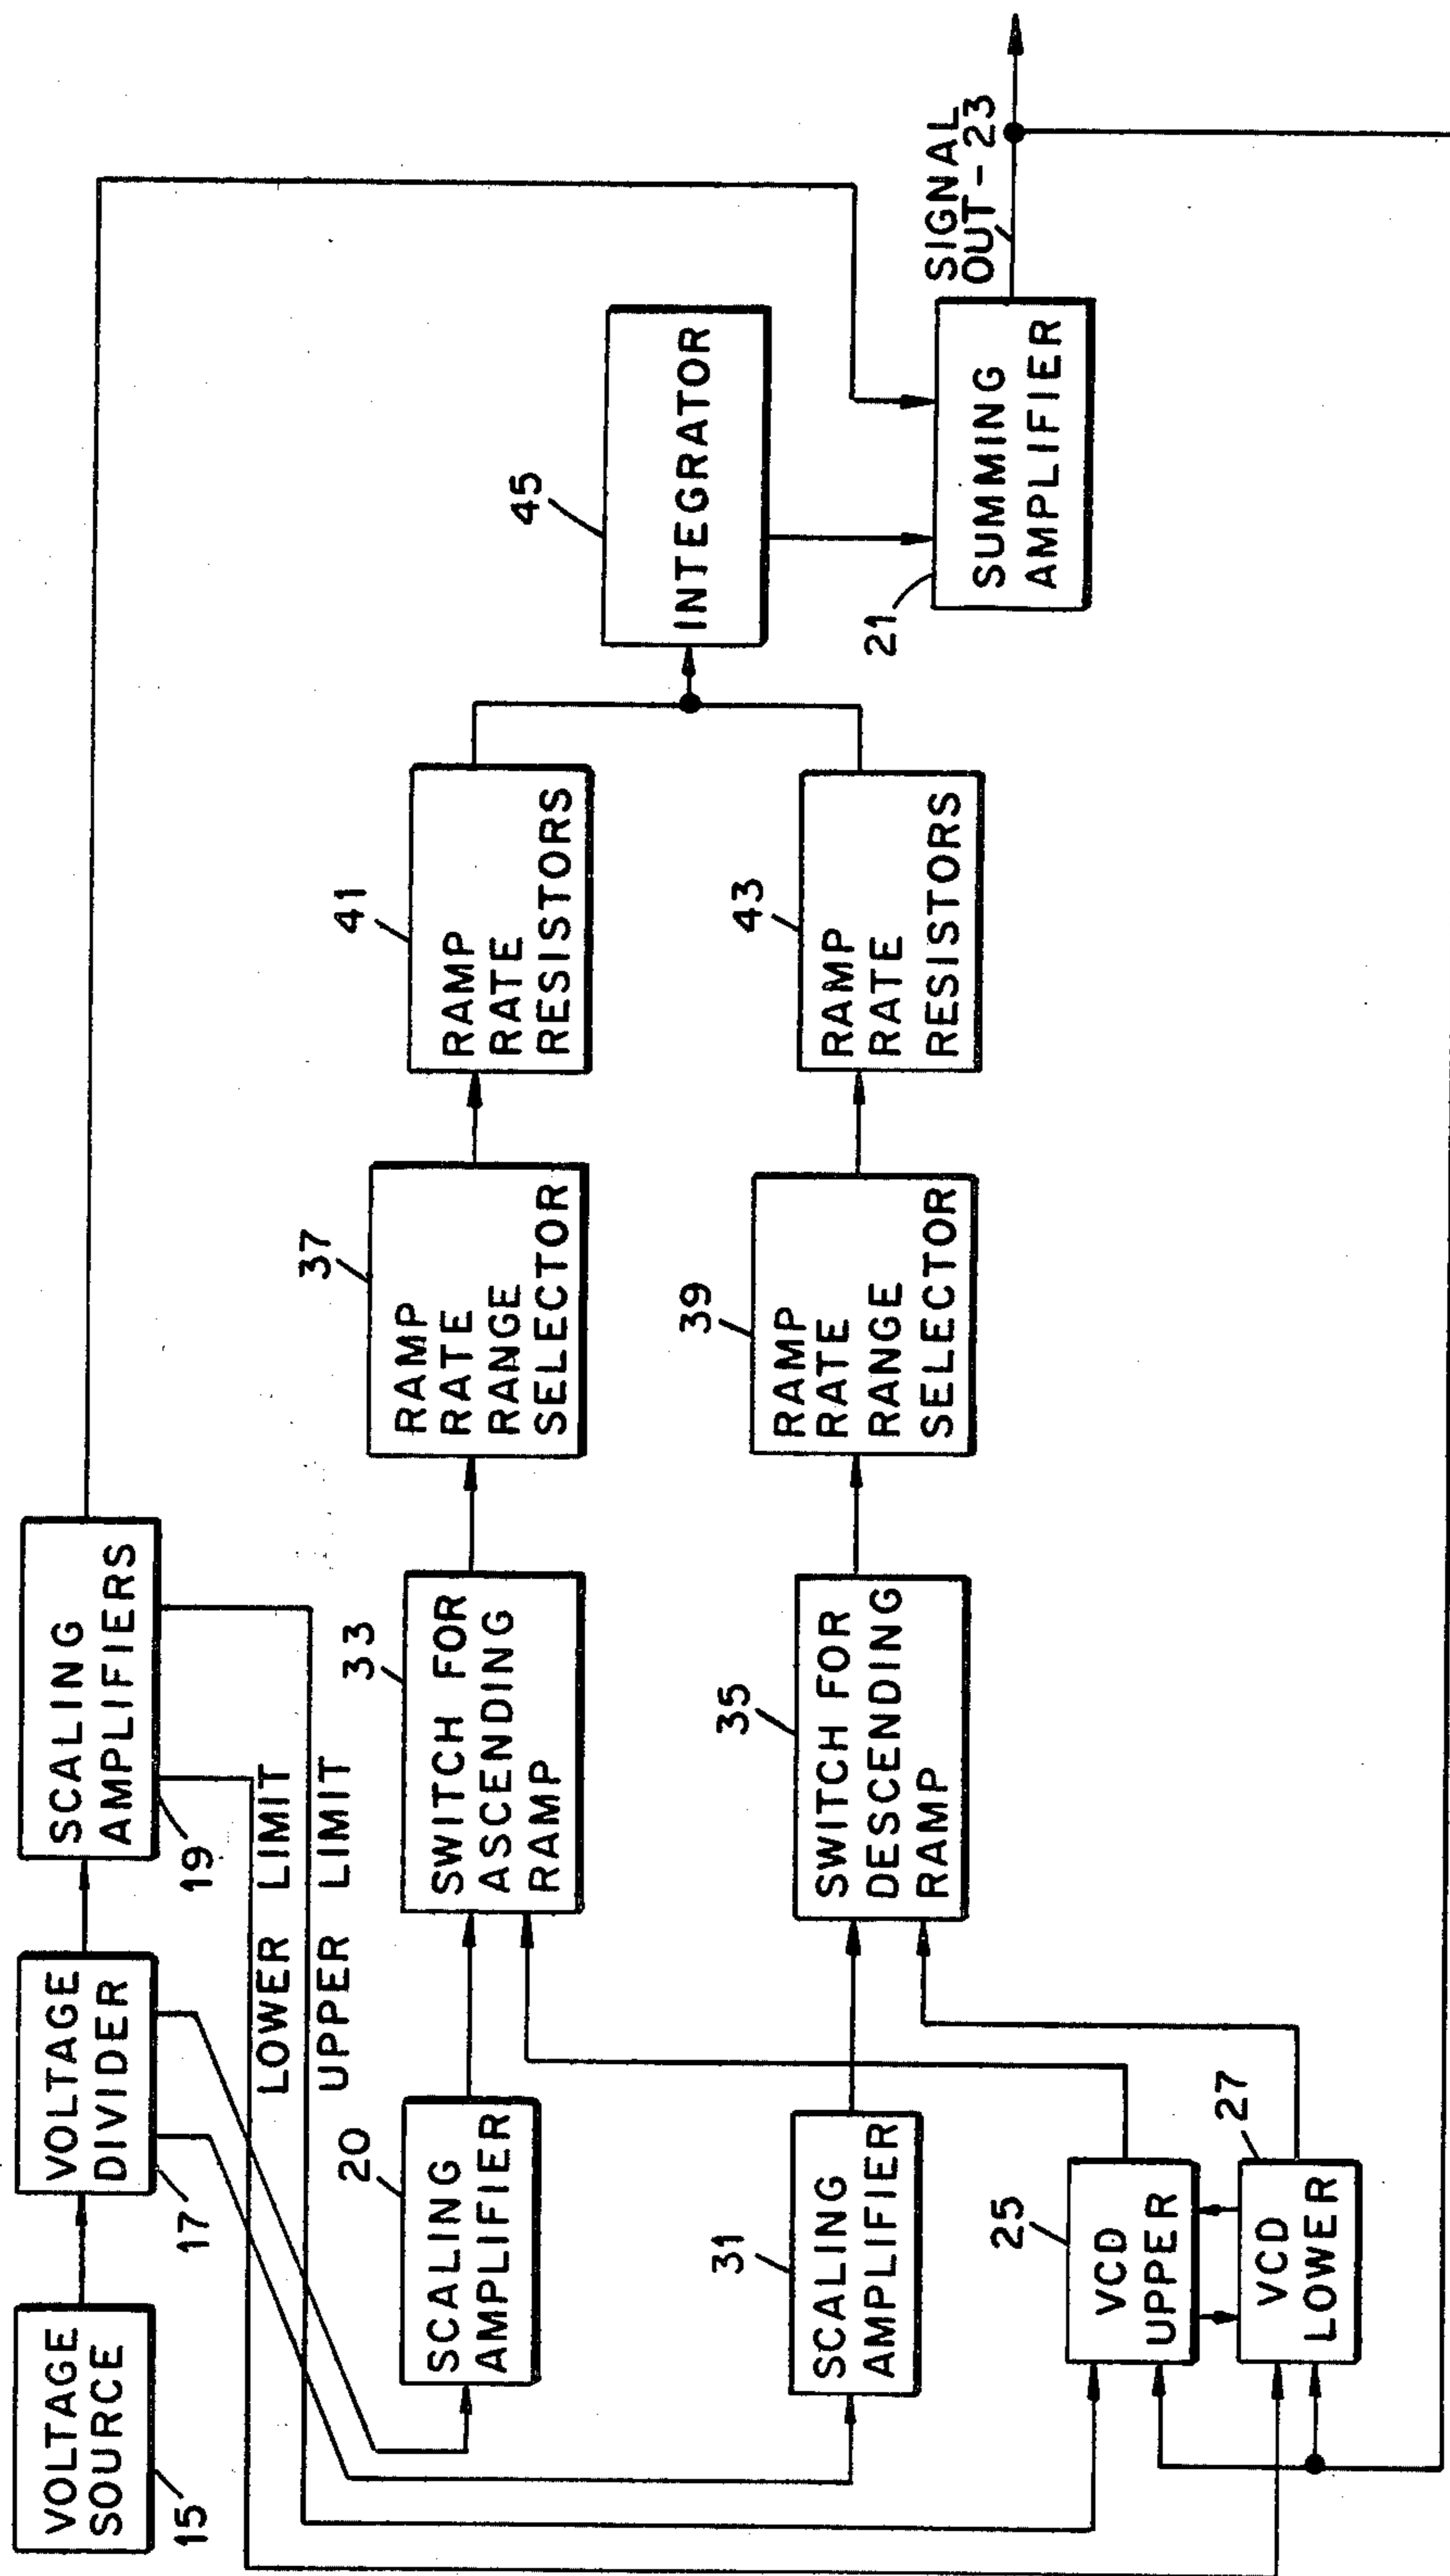 VOLTAGE
SOURCE
15
VOLTAGE
DIVIDER
17
SCALING
AMPLIFIERS
19
LOWER LIMIT
UPPER LIMIT
20
SCALING
AMPLIFIER
33
SWITCH FOR
ASCENDING
RAMP
37
RAMP
RATE
RANGE
SELECTOR
41
RAMP
RATE
RESISTORS
45
INTEGRATOR
31
SCALING
AMPLIFIER
35
SWITCH FOR
DESCENDING
RAMP
39
RAMP
RATE
RANGE
SELECTOR
43
RAMP
RATE
RESISTORS
21
SUMMING
AMPLIFIER
SIGNAL
OUT-23
25
VCD
UPPER
27
VCD
LOWER